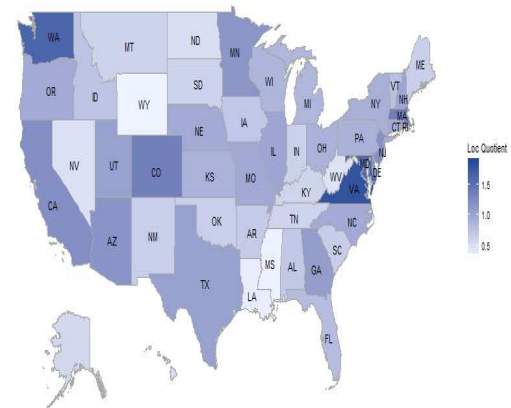 WA
MT
ND
MN
ME
OR
ID
SD
WI
VT
NH
WY
MI
NY
MA
CT RI
IA
NE
PA
NJ
NV
UT
IL
IN
OH
MD
DE
CO
WV
VA
KS
MO
KY
CA
NC
TN
AZ
NM
OK
AR
SC
MS
AL
GA
TX
LA
FL
Loc Quotient
1.5
1.0
0.5